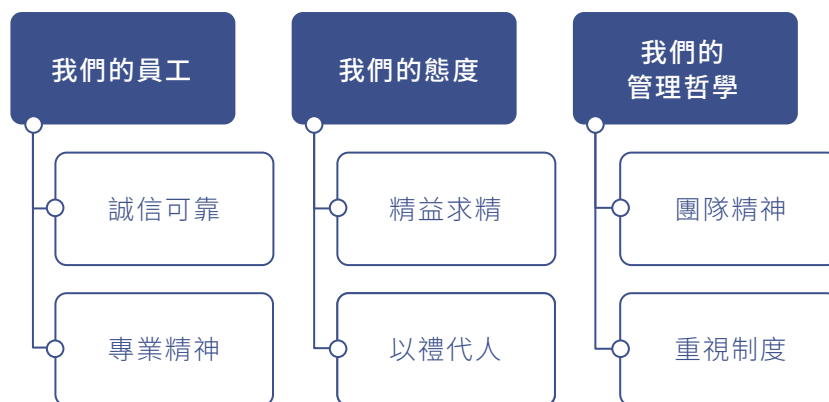 我們的員工
誠信可靠
專業精神
我們的態度
精益求精
以禮代人
我們的
管理哲學
團隊精神
重視制度